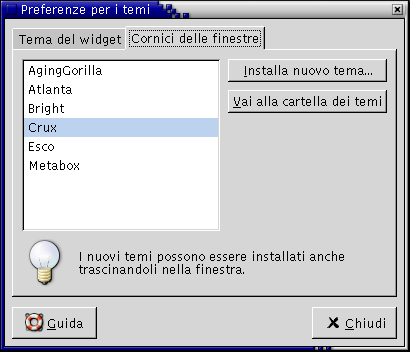 Preferenze per i temi
Tema del widget
Cornici delle finestre
AgingGorilla
Atlanta
Bright
Crux
Esco
Metabox
Installa nuovo tema...
Vai alla cartella dei temi
I nuovi temi possono essere installati anche
trascinandoli nella finestra.
Guida
Chiudi